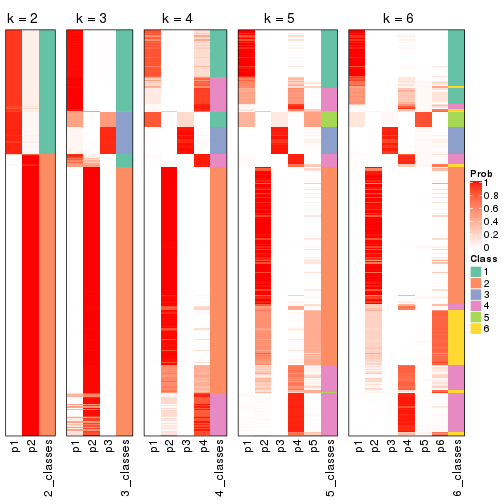 k = 2
k = 3
k = 4
k = 5
k = 6
Prob
1
0.8
0.6
0.4
0.2
0
Class
1
2
3
4
5
6
p1
p2
2_classes
p1
p2
p3
3_classes
p1
p2
p3
p4
4_classes
p1
p2
p3
p4
p5
5_classes
p1
p2
p3
p4
p5
p6
6_classes